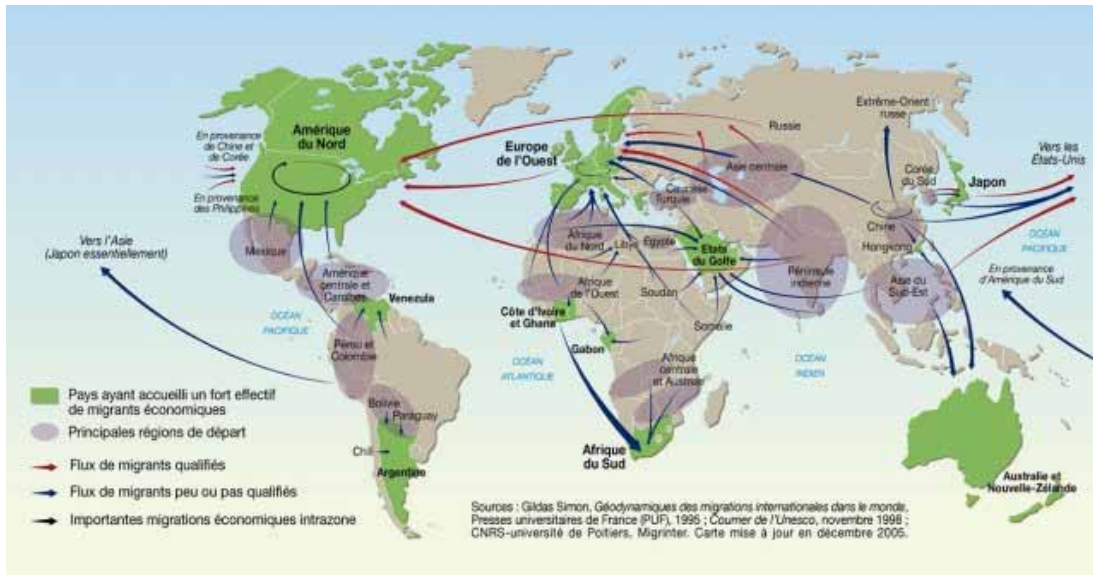 Amérique
du Nord
En provenance
de Chine et
de Corée
En provenance
des Philippines
Vers l'Asie
(Japon essentiellement)
Mexique
Amérique
centrale et
Caraïbes
Venezula
OCÉAN
PACIFIQUE
Pérou et
Colombie
Bolivie
Paraguay
Chili
Argentine
Europe
de l'Ouest
Russie
Extrême-Orient
russe
Vers les
États-Unis
Asie centrale
Caucase
Turquie
Corée
du Sud
Japon
Chine
Hongkong
OCÉAN
PACIFIQUE
En provenance
d'Amérique du Sud
Afrique
du Nord
Libye
Egypte
Etats
du Golfe
Péninsule
indienne
Asie du
Sud-Est
Afrique
de l'Ouest
Soudan
Somalie
Côte d'Ivoire
et Ghana
Gabon
OCÉAN
ATLANTIQUE
Afrique
centrale
et Australe
OCÉAN
INDIEN
Afrique
du Sud
Australie et
Nouvelle-Zélande
Pays ayant accueilli un fort effectif
de migrants économiques
Principales régions de départ
Flux de migrants qualifiés
Flux de migrants peu ou pas qualifiés
Importantes migrations économiques intrazone
Sources : Gildas Simon, Géodynamiques des migrations internationales dans le monde,
Presses universitaires de France (PUF), 1995 ; Courrier de l'Unesco, novembre 1998 ;
CNRS-université de Poitiers, Migrinter. Carte mise à jour en décembre 2005.